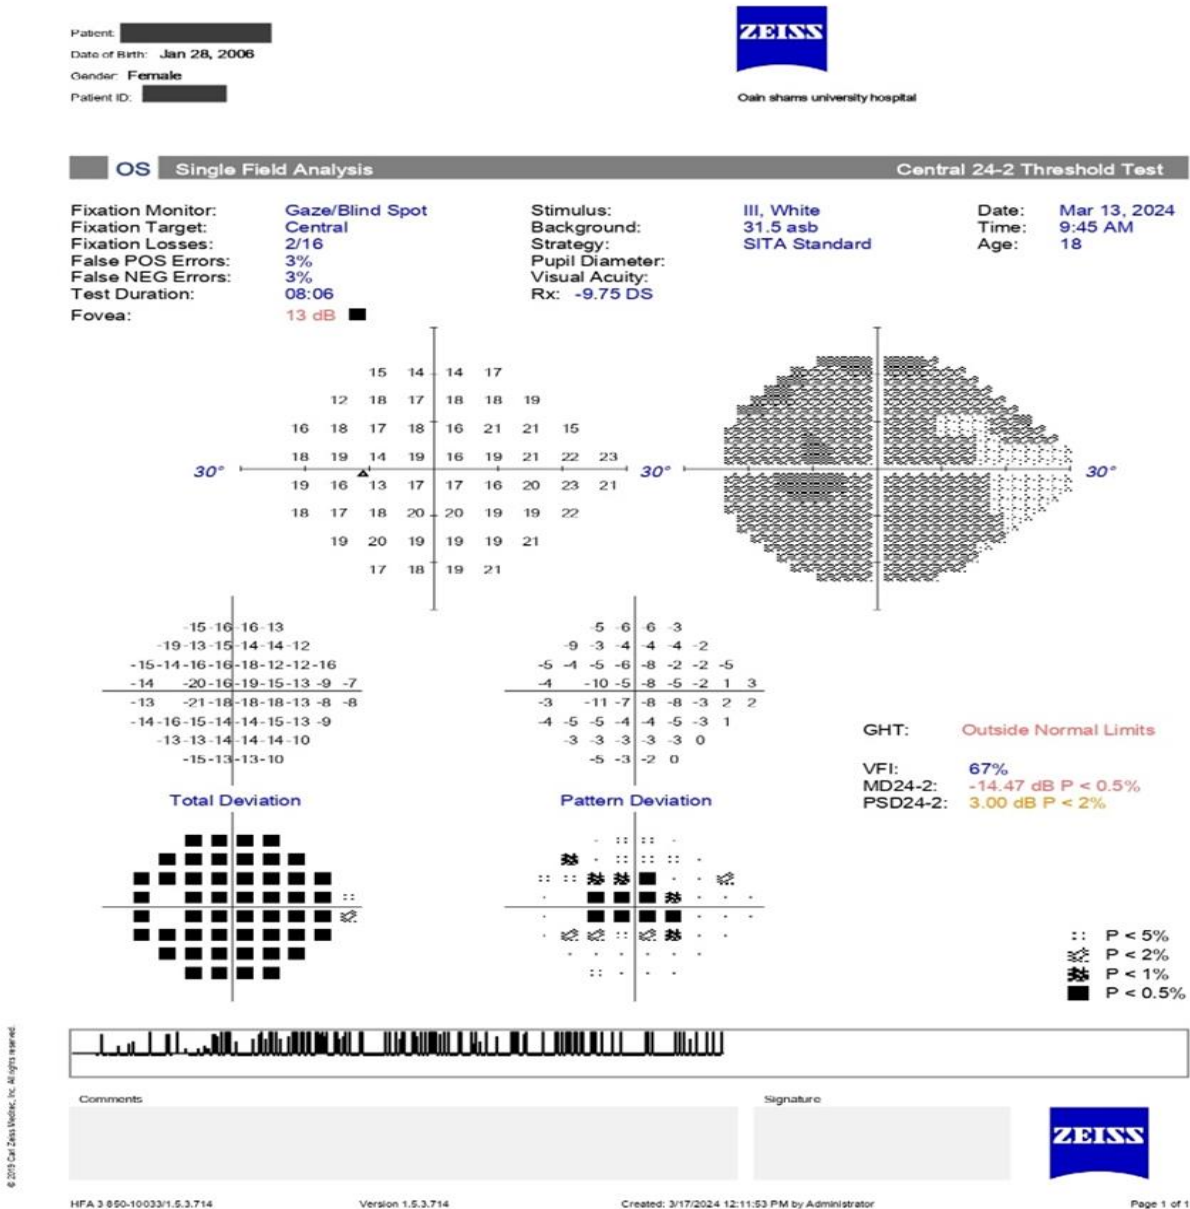 Patient:
Date of Birth: Jan 28, 2006
Gender: Female
Patient ID:
ZEISS
Oain shams university hospital
OS Single Field Analysis Central 24-2 Threshold Test
Fixation Monitor: Gaze/Blind Spot Stimulus: III, White Date: Mar 13, 2024
Fixation Target: Central Background: 31.5 asb Time: 9:45 AM
Fixation Losses: 2/16 Strategy: SITA Standard Age: 18
False POS Errors: 3% Pupil Diameter:
False NEG Errors: 3% Visual Acuity:
Test Duration: 08:06 Rx: -9.75 DS
Fovea: 13 dB
15 14 14 17
12 18 17 18 18 19
16 18 17 18 16 21 21 15
18 19 14 19 16 19 21 22 23
30° 30° 30°
19 16 13 17 17 16 20 23 21
18 17 18 20 20 19 19 22
19 20 19 19 19 21
17 18 19 21
-15 -16 -16 -13 -5 -6 -6 -3
-19 -13 -15 -14 -14 -12 -9 -3 -4 -4 -4 -2
-15 -14 -16 -16 -18 -12 -12 -16 -5 -4 -5 -6 -8 -2 -2 -5
-14 -20 -16 -19 -15 -13 -9 -7 -4 -10 -5 -8 -5 -2 1 3
-13 -21 -18 -18 -18 -13 -8 -8 -3 -11 -7 -8 -8 -3 2 2
-14 -16 -15 -14 -14 -15 -13 -9 -4 -5 -5 -4 -4 -5 -3 1
-13 -13 -14 -14 -14 -10 -3 -3 -3 -3 -3 0
-15 -13 -13 -10 -5 -3 -2 0
GHT: Outside Normal Limits
VFI: 67%
MD24-2: -14.47 dB P < 0.5%
PSD24-2: 3.00 dB P < 2%
Total Deviation Pattern Deviation
P < 5%
P < 2%
P < 1%
P < 0.5%
© 2019 Carl Zeiss Meditec, Inc. All rights reserved.
Comments Signature
ZEISS
HFA 3 850-10033/1.5.3.714 Version 1.5.3.714 Created: 3/17/2024 12:11:53 PM by Administrator Page 1 of 1